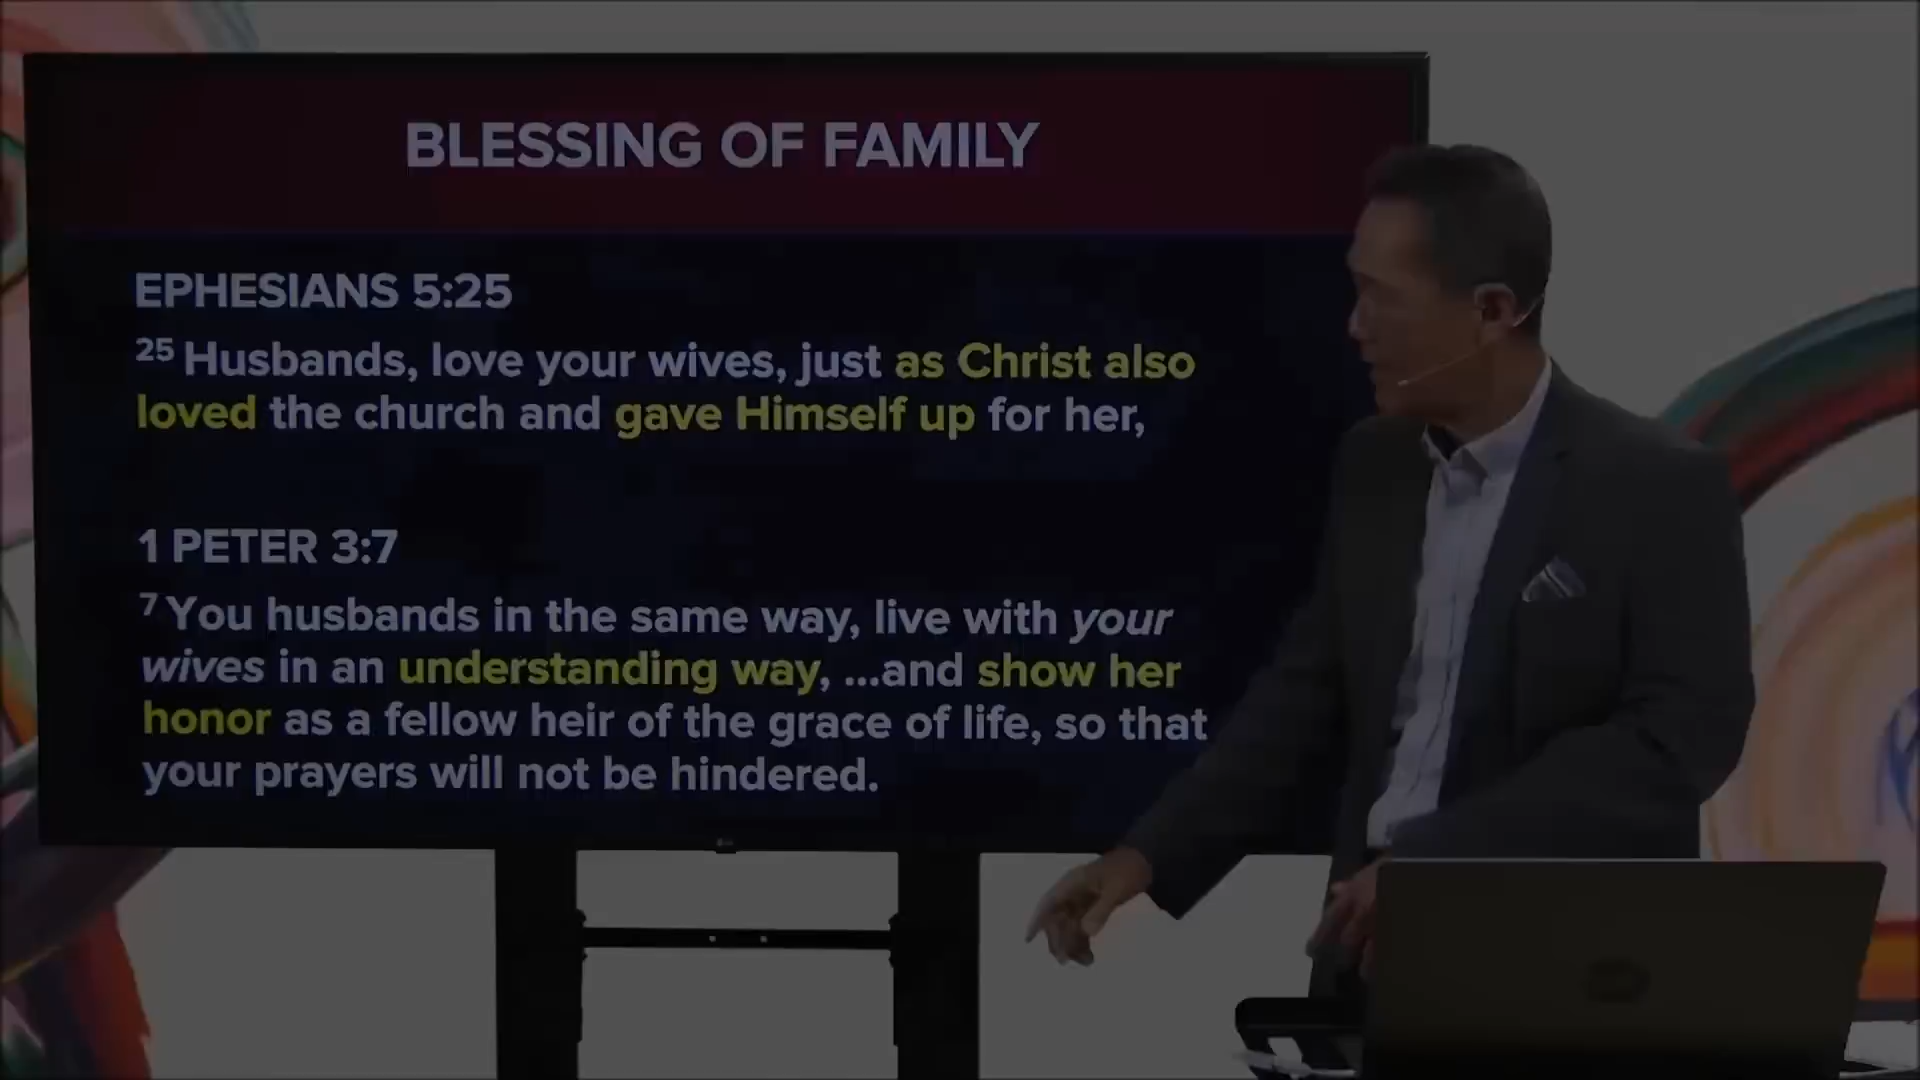 BLESSING OF FAMILY
EPHESIANS 5:25
25 Husbands, love your wives, just as Christ also
loved the church and gave Himself up for her,
1 PETER 3:7
7 You husbands in the same way, live with your
wives in an understanding way, ...and show her
honor as a fellow heir of the grace of life, so that
your prayers will not be hindered.